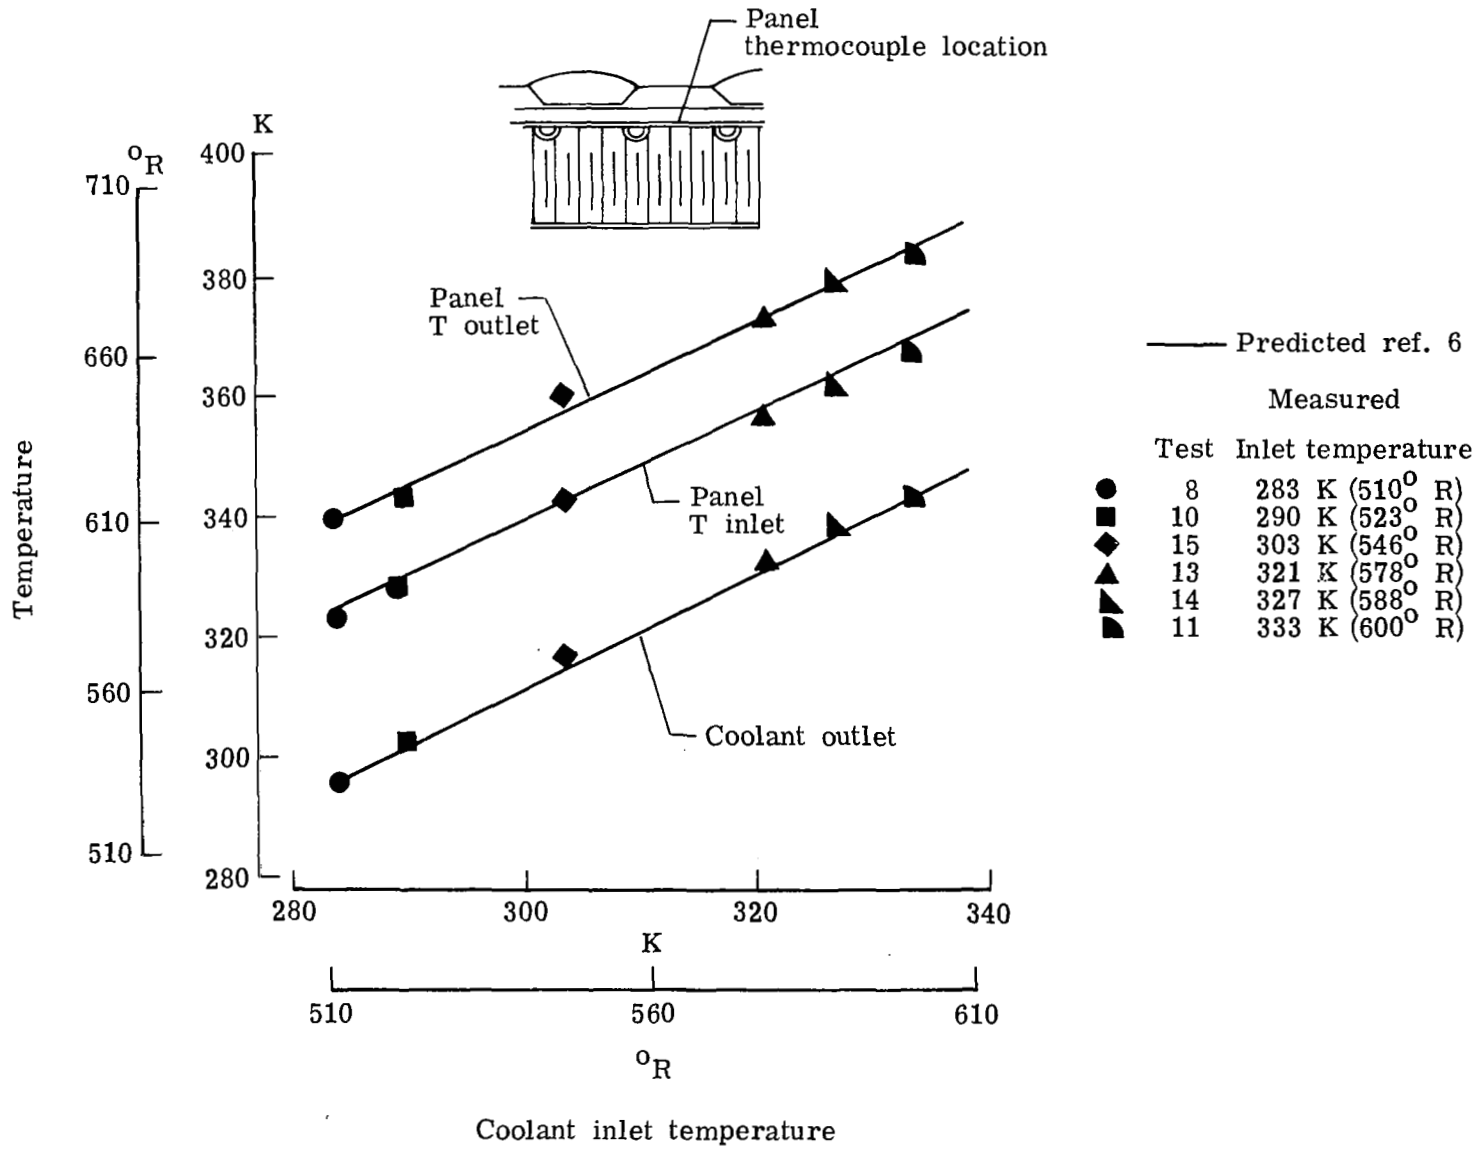 Panel
thermocouple location
K
°R
400
710
380
Panel
T outlet
660
360
Predicted ref. 6
Measured
Test Inlet temperature
8 283 K (510° R)
10 290 K (523° R)
15 303 K (546° R)
13 321 K (578° R)
14 327 K (588° R)
11 333 K (600° R)
Panel
T inlet
610
340
Temperature
320
560
Coolant outlet
300
510
280
280 300 320 340
K
510 560 610
°R
Coolant inlet temperature